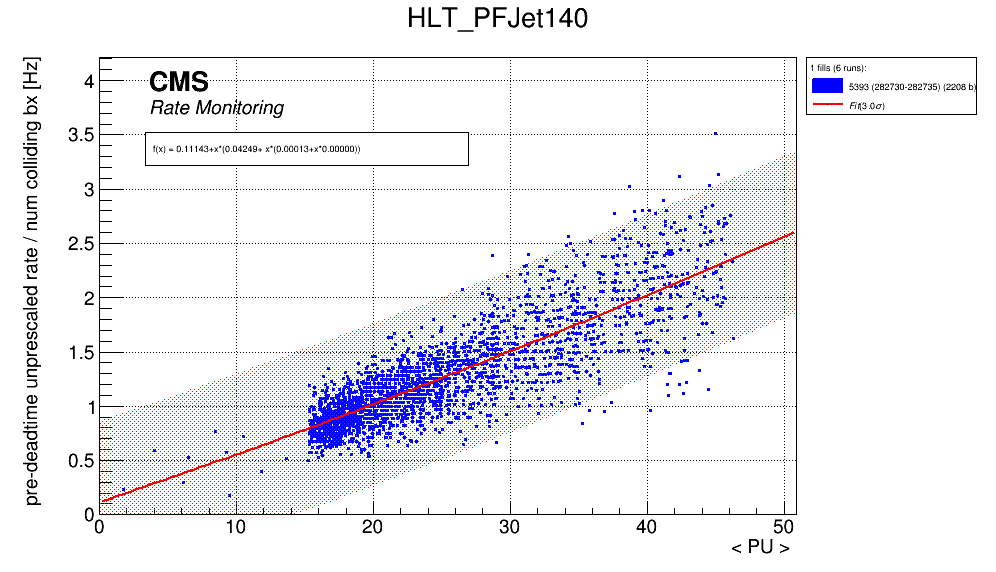 HLT_PFJet140
pre-deadtime unprescaled rate / num colliding bx [Hz]
CMS
Rate Monitoring
f(x) = 0.11143+x*(0.04249+ x*(0.00013+x*0.00000))
1 fills (6 runs):
5393 (282730-282735) (2208 b)
Fit(3.0σ)
4
3.5
3
2.5
2
1.5
1
0.5
0
0 10 20 30 40 50
< PU >